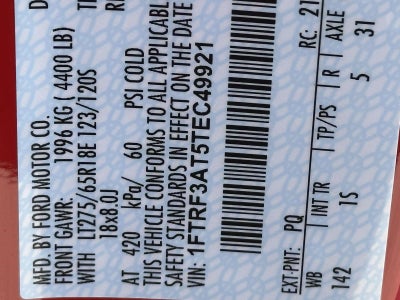 MFD. BY FORD MOTOR CO.
FRONT GAWR: 1996 KG ( 4400 LB)
WITH LT275/65R18E 123/120S
18x8.0J
AT 420 kPa/ 60 PSI COLD
THIS VEHICLE CONFORMS TO ALL APPLICABL
SAFETY STANDARDS IN EFFECT ON THE DATE
VIN: 1FTRF3AT5TEC49921
EXT-PNT: PQ RC: 21
WB INT TR TP/PS R AXLE
142 1S 5 31